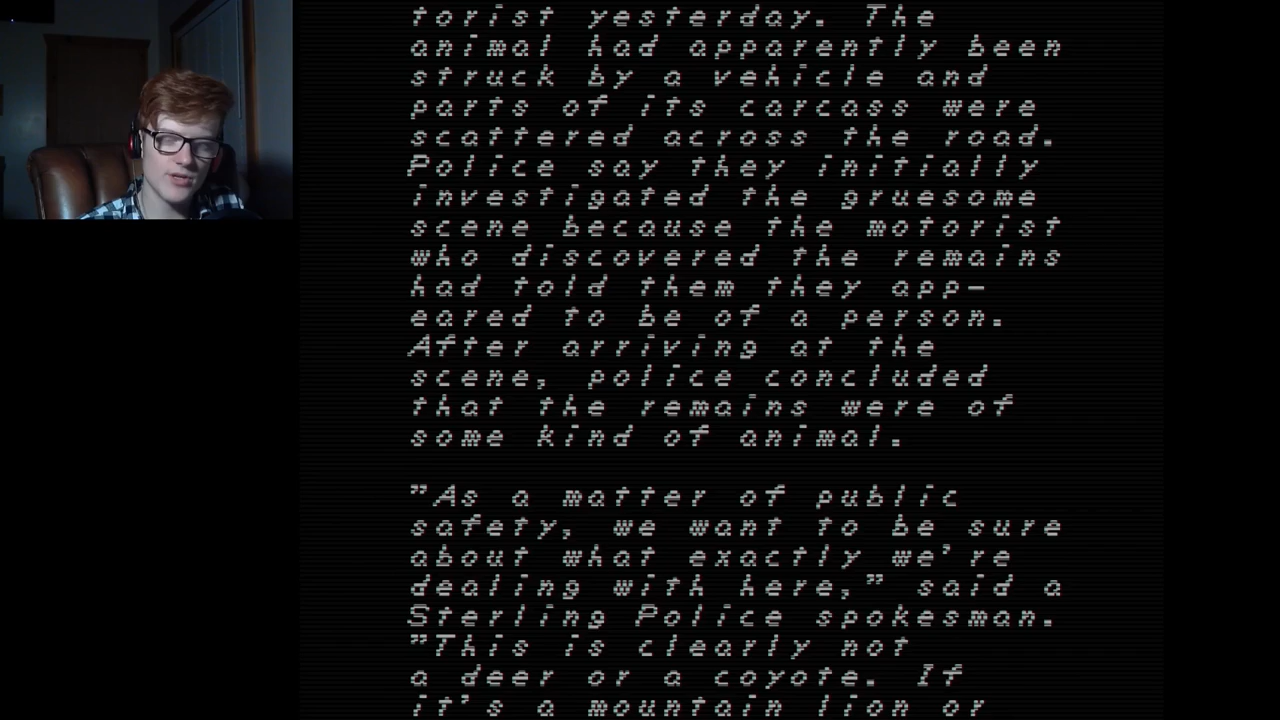 torist yesterday. The
animal had apparently been
struck by a vehicle and
parts of its carcass were
scattered across the road.
Police say they initially
investigated the gruesome
scene because the motorist
who discovered the remains
had told them they app-
eared to be of a person.
After arriving at the
scene, police concluded
that the remains were of
some kind of animal.
"As a matter of public
safety, we want to be sure
about what exactly we're
dealing with here," said a
Sterling Police spokesman.
"This is clearly not
a deer or a coyote. If
it's a mountain lion or